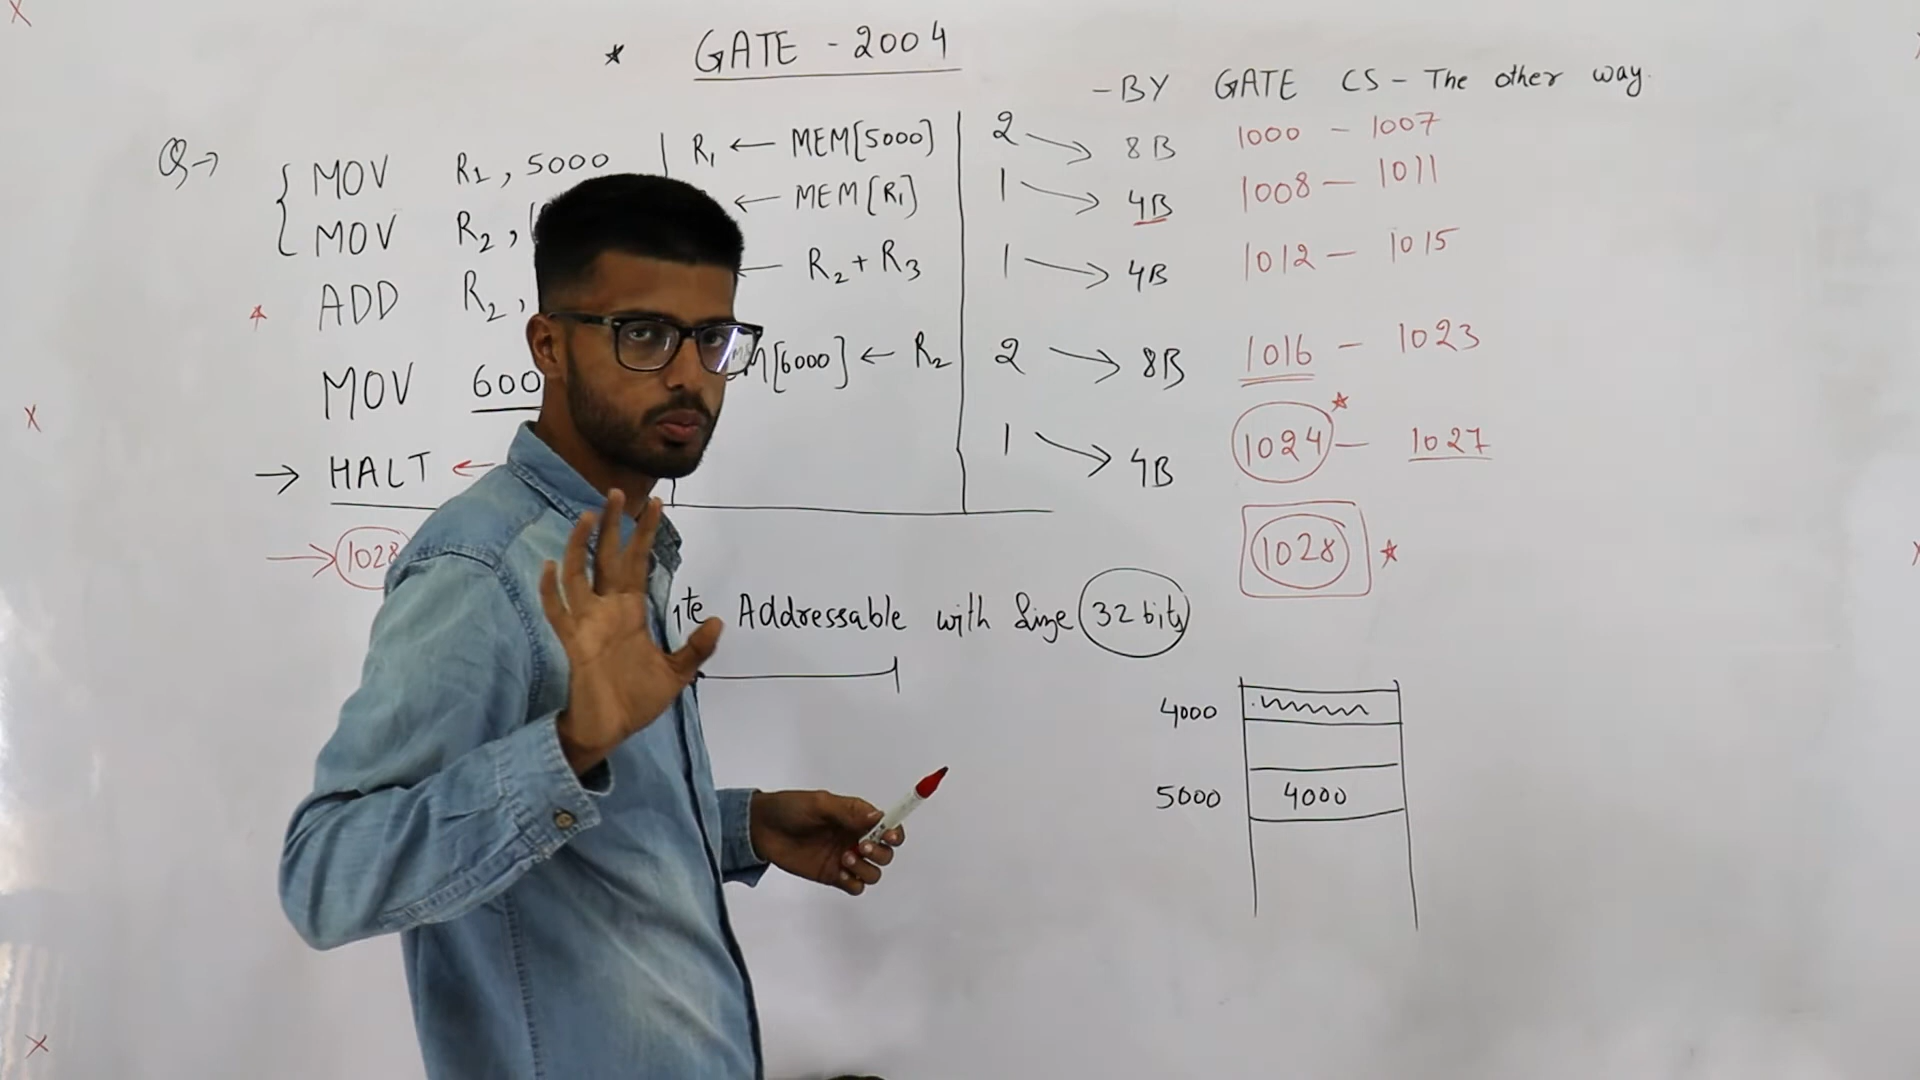 * GATE - 2004
- BY GATE CS - The other way.
Q→ MOV R1, 5000 R1 ← MEM[5000] 2 → 8B 1000 - 1007
MOV R2, ( ← MEM[R1] 1 → 4B 1008 - 1011
* ADD R2, ← R2 + R3 1 → 4B 1012 - 1015
MOV 600 M[6000] ← R2 2 → 8B 1016 - 1023
→ HALT ← 1 → 4B 1024 * - 1027
→ 1028 1028 *
te Addressable with Size 32 bits
4000
5000 4000